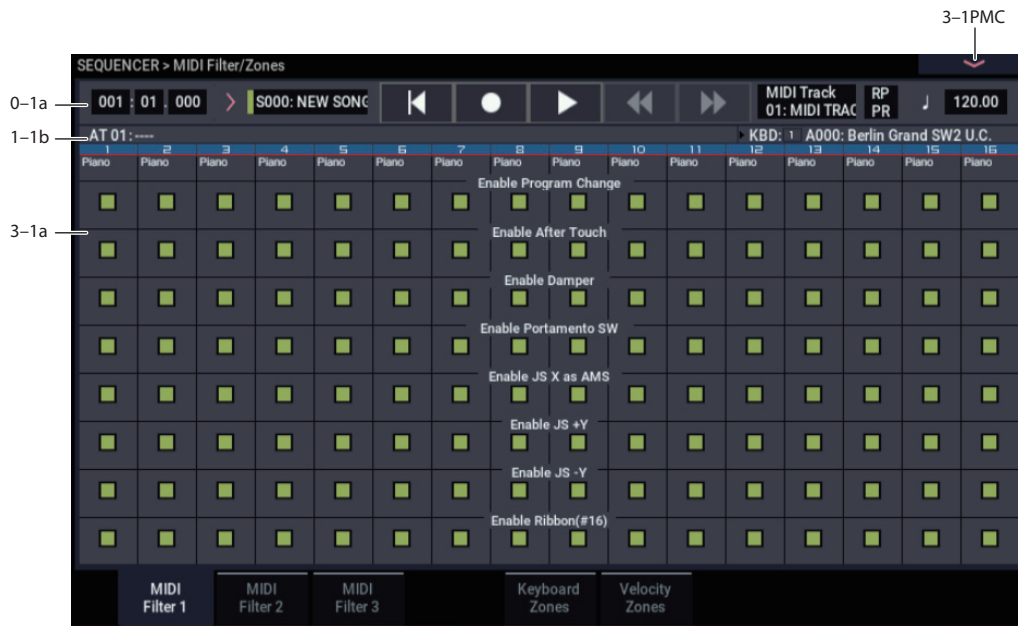 3–1PMC
SEQUENCER > MIDI Filter/Z​ones
0–1a
001 : 01 . 000
S000: NEW SONG
MIDI Track
01: MIDI TRAC
RP
PR
♩ 120.00
1–1b
AT 01:----
KBD: 1 A000: Berlin Grand SW2 U.C.
1 2 3 4 5 6 7 8 9 10 11 12 13 14 15 16
Piano Piano Piano Piano Piano Piano Piano Piano Piano Piano Piano Piano Piano Piano Piano Piano
Enable Program Change
3–1a
Enable After Touch
Enable Damper
Enable Portamento SW
Enable JS X as AMS
Enable JS +Y
Enable JS -Y
Enable Ribbon(#16)
MIDI
Filter 1
MIDI
Filter 2
MIDI
Filter 3
Keyboard
Zones
Velocity
Zones